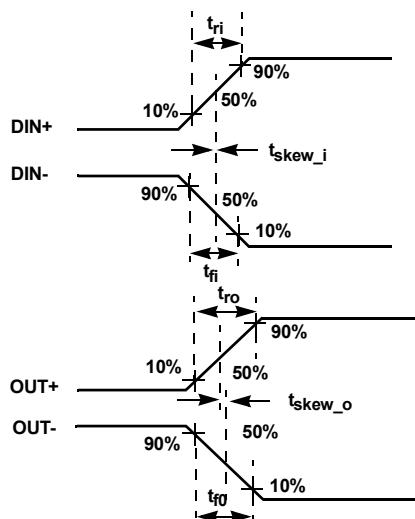 tri
90%
10%
50%
DIN+
tskew_i
DIN-
50%
90%
10%
tfi
tro
90%
10%
50%
OUT+
tskew_o
OUT-
50%
90%
10%
tf0